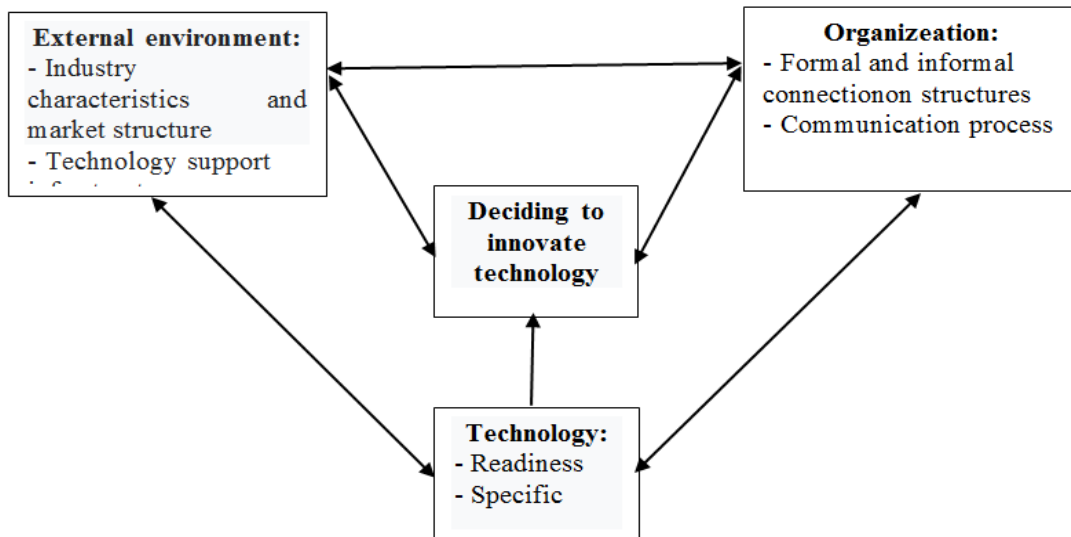 External environment:
- Industry
characteristics and
market structure
- Technology support
Organizeation:
- Formal and informal
connectionon structures
- Communication process
Deciding to
innovate
technology
Technology:
- Readiness
- Specific